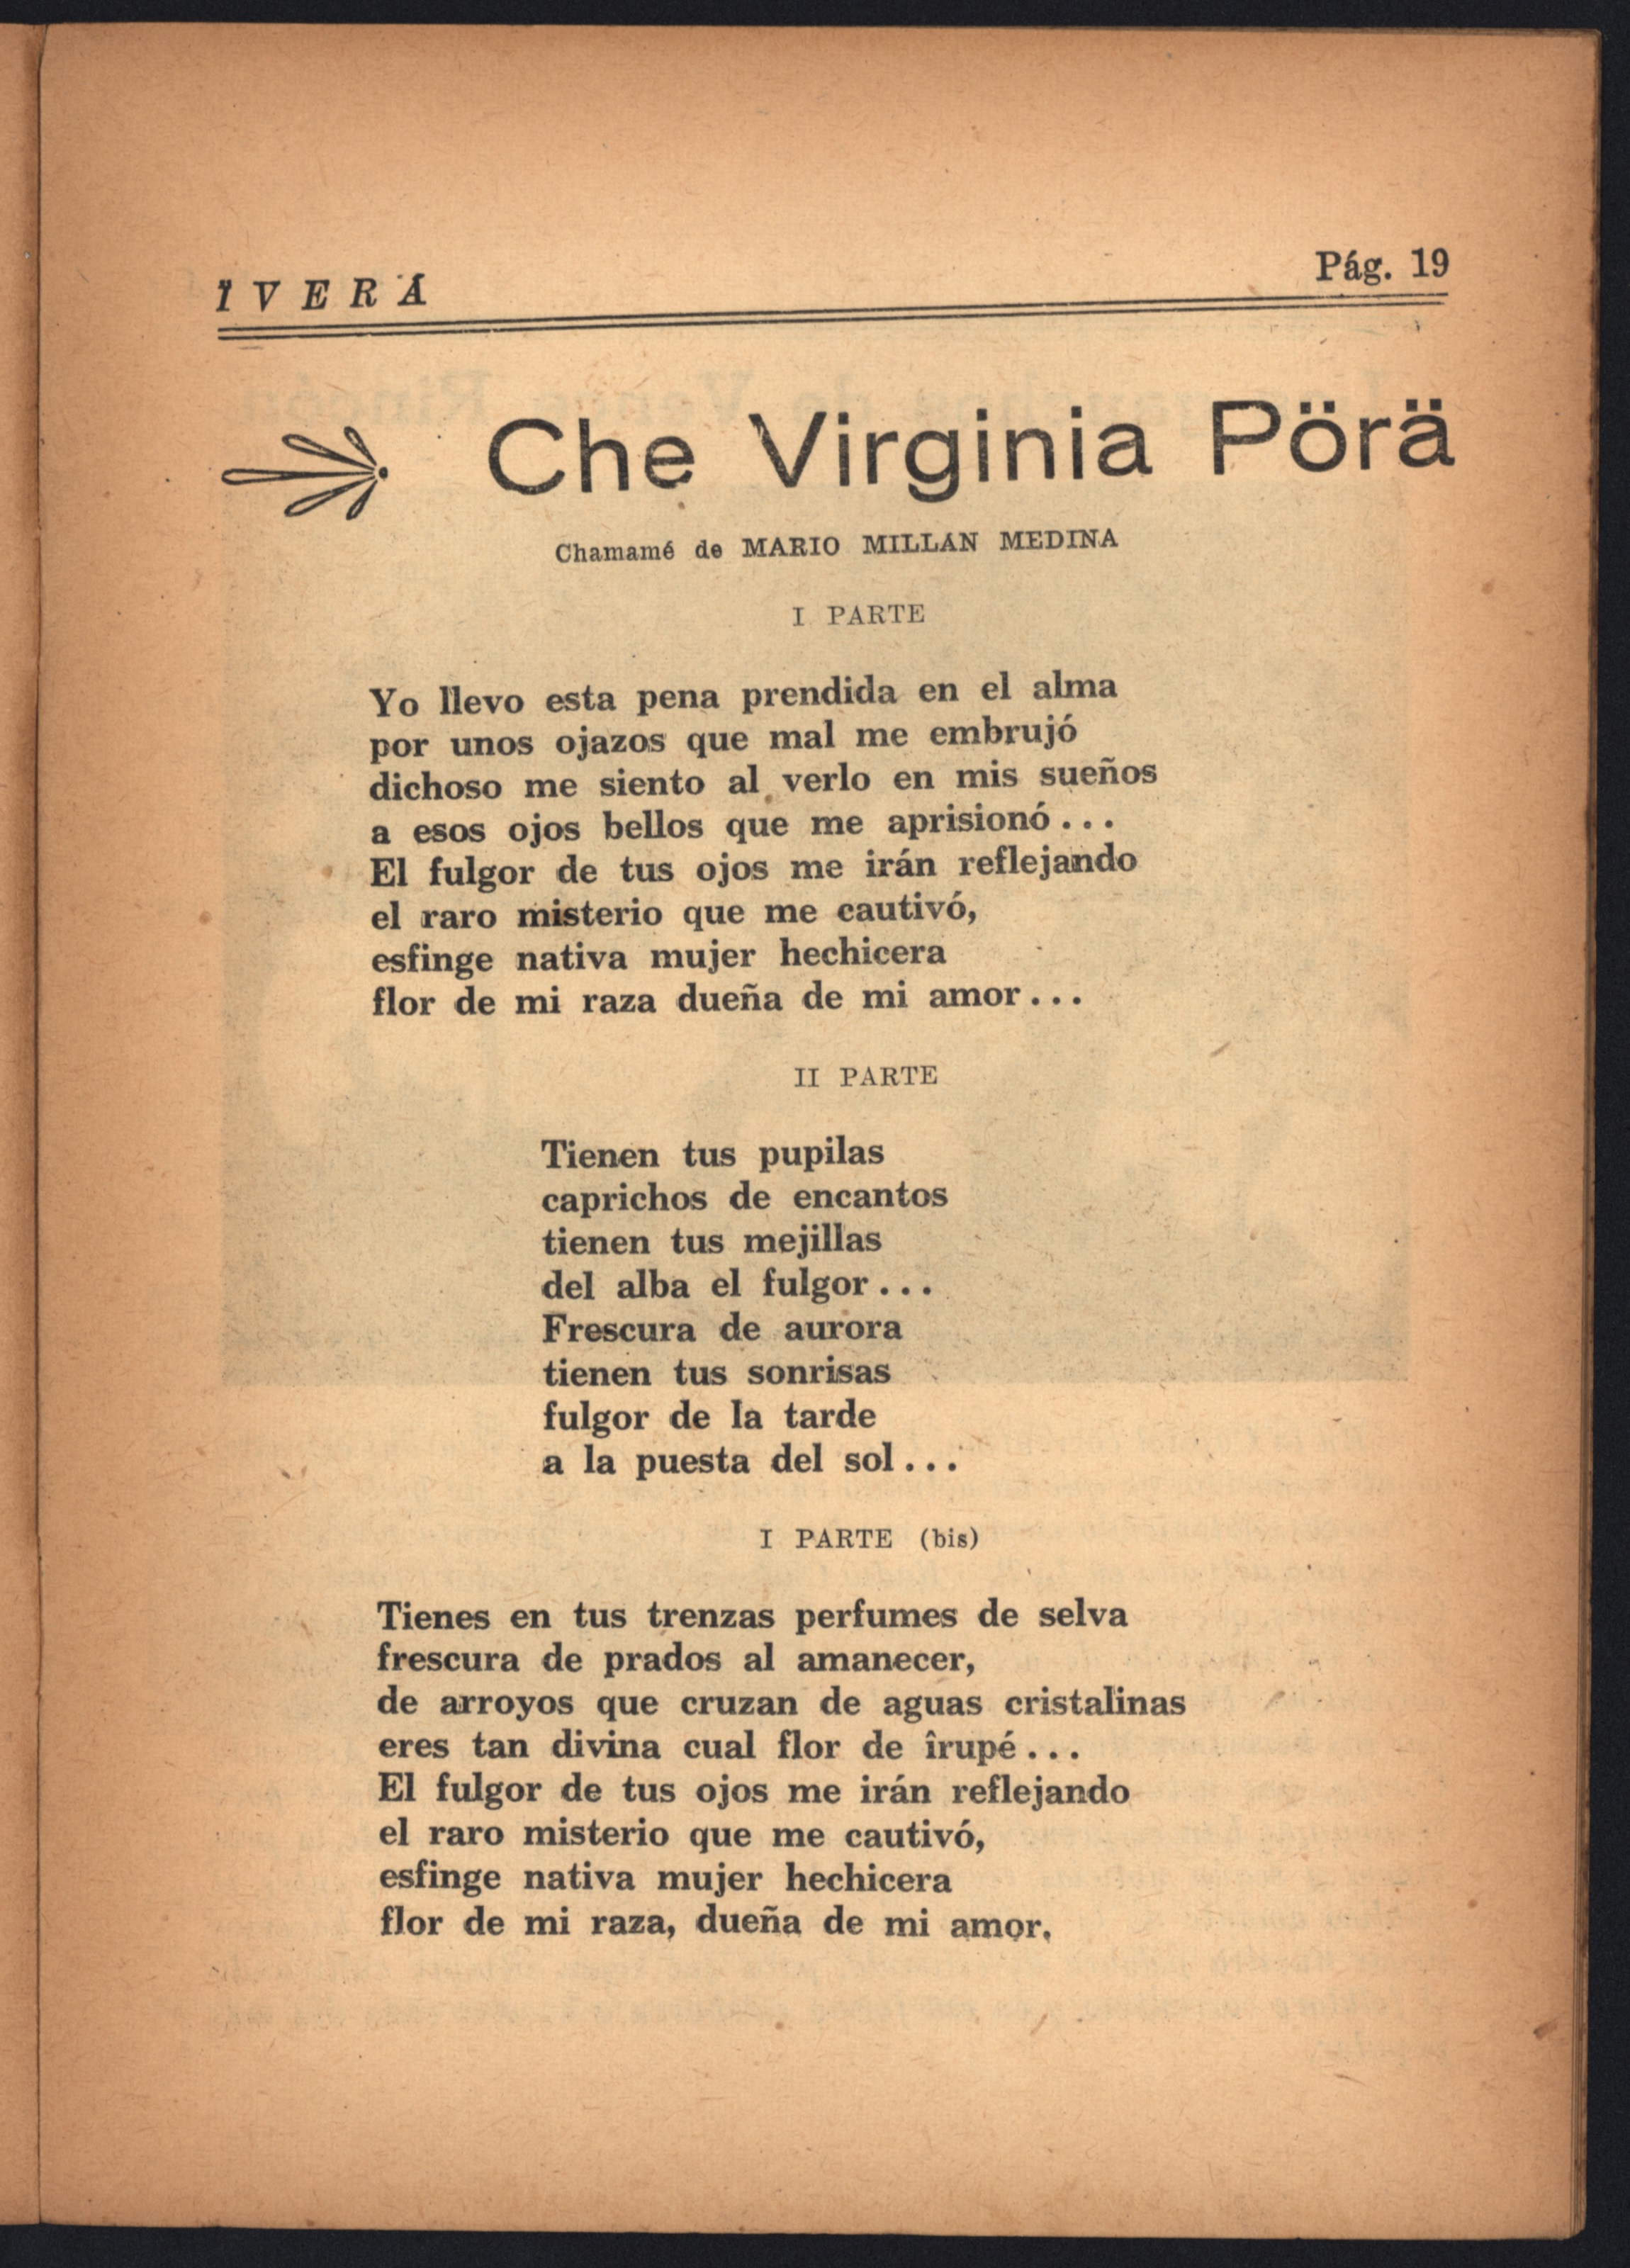 Ï V E R Á
Pág. 19
Che Virginia Pörä
Chamamé de MARIO MILLAN MEDINA
I PARTE
Yo llevo esta pena prendida en el alma
por unos ojazos que mal me embrujó
dichoso me siento al verlo en mis sueños
a esos ojos bellos que me aprisionó...
El fulgor de tus ojos me irán reflejando
el raro misterio que me cautivó,
esfinge nativa mujer hechicera
flor de mi raza dueña de mi amor...
II PARTE
Tienen tus pupilas
caprichos de encantos
tienen tus mejillas
del alba el fulgor...
Frescura de aurora
tienen tus sonrisas
fulgor de la tarde
a la puesta del sol...
I PARTE (bis)
Tienes en tus trenzas perfumes de selva
frescura de prados al amanecer,
de arroyos que cruzan de aguas cristalinas
eres tan divina cual flor de îrupé...
El fulgor de tus ojos me irán reflejando
el raro misterio que me cautivó,
esfinge nativa mujer hechicera
flor de mi raza, dueña de mi amor.